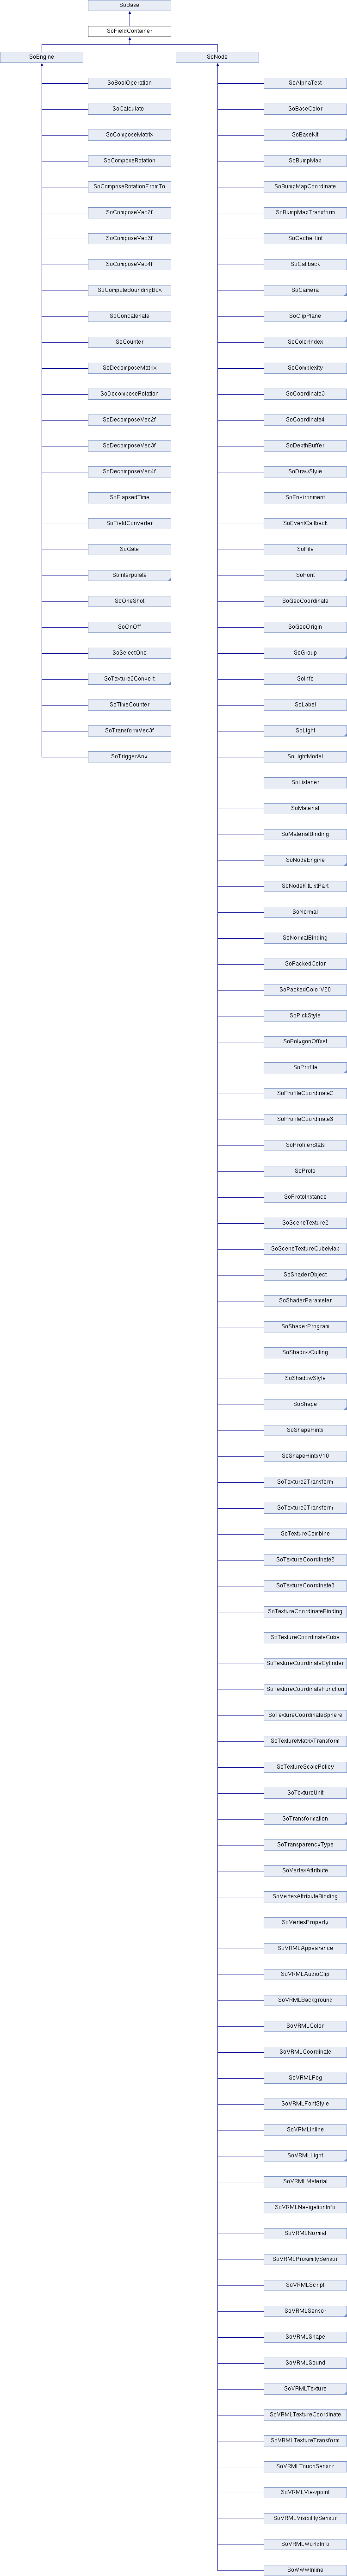 SoBase
SoFieldContainer
SoEngine
SoNode
SoBoolOperation
SoAlphaTest
SoCalculator
SoBaseColor
SoComposeMatrix
SoBaseKit
SoComposeRotation
SoBumpMap
SoComposeRotationFromTo
SoBumpMapCoordinate
SoComposeVec2f
SoBumpMapTransform
SoComposeVec3f
SoCacheHint
SoComposeVec4f
SoCallback
SoComputeBoundingBox
SoCamera
SoConcatenate
SoClipPlane
SoCounter
SoColorIndex
SoDecomposeMatrix
SoComplexity
SoDecomposeRotation
SoCoordinate3
SoDecomposeVec2f
SoCoordinate4
SoDecomposeVec3f
SoDepthBuffer
SoDecomposeVec4f
SoDrawStyle
SoElapsedTime
SoEnvironment
SoFieldConverter
SoEventCallback
SoGate
SoFile
SoInterpolate
SoFont
SoOneShot
SoGeoCoordinate
SoOnOff
SoGeoOrigin
SoSelectOne
SoGroup
SoTexture2Convert
SoInfo
SoTimeCounter
SoLabel
SoTransformVec3f
SoLight
SoTriggerAny
SoLightModel
SoListener
SoMaterial
SoMaterialBinding
SoNodeEngine
SoNodeKitListPart
SoNormal
SoNormalBinding
SoPackedColor
SoPackedColorV20
SoPickStyle
SoPolygonOffset
SoProfile
SoProfileCoordinate2
SoProfileCoordinate3
SoProfilerStats
SoProto
SoProtoInstance
SoSceneTexture2
SoSceneTextureCubeMap
SoShaderObject
SoShaderParameter
SoShaderProgram
SoShadowCulling
SoShadowStyle
SoShape
SoShapeHints
SoShapeHintsV10
SoTexture2Transform
SoTexture3Transform
SoTextureCombine
SoTextureCoordinate2
SoTextureCoordinate3
SoTextureCoordinateBinding
SoTextureCoordinateCube
SoTextureCoordinateCylinder
SoTextureCoordinateFunction
SoTextureCoordinateSphere
SoTextureMatrixTransform
SoTextureScalePolicy
SoTextureUnit
SoTransformation
SoTransparencyType
SoVertexAttribute
SoVertexAttributeBinding
SoVertexProperty
SoVRMLAppearance
SoVRMLAudioClip
SoVRMLBackground
SoVRMLColor
SoVRMLCoordinate
SoVRMLFog
SoVRMLFontStyle
SoVRMLInline
SoVRMLLight
SoVRMLMaterial
SoVRMLNavigationInfo
SoVRMLNormal
SoVRMLProximitySensor
SoVRMLScript
SoVRMLSensor
SoVRMLShape
SoVRMLSound
SoVRMLTexture
SoVRMLTextureCoordinate
SoVRMLTextureTransform
SoVRMLTouchSensor
SoVRMLViewpoint
SoVRMLVisibilitySensor
SoVRMLWorldInfo
SoWWWInline